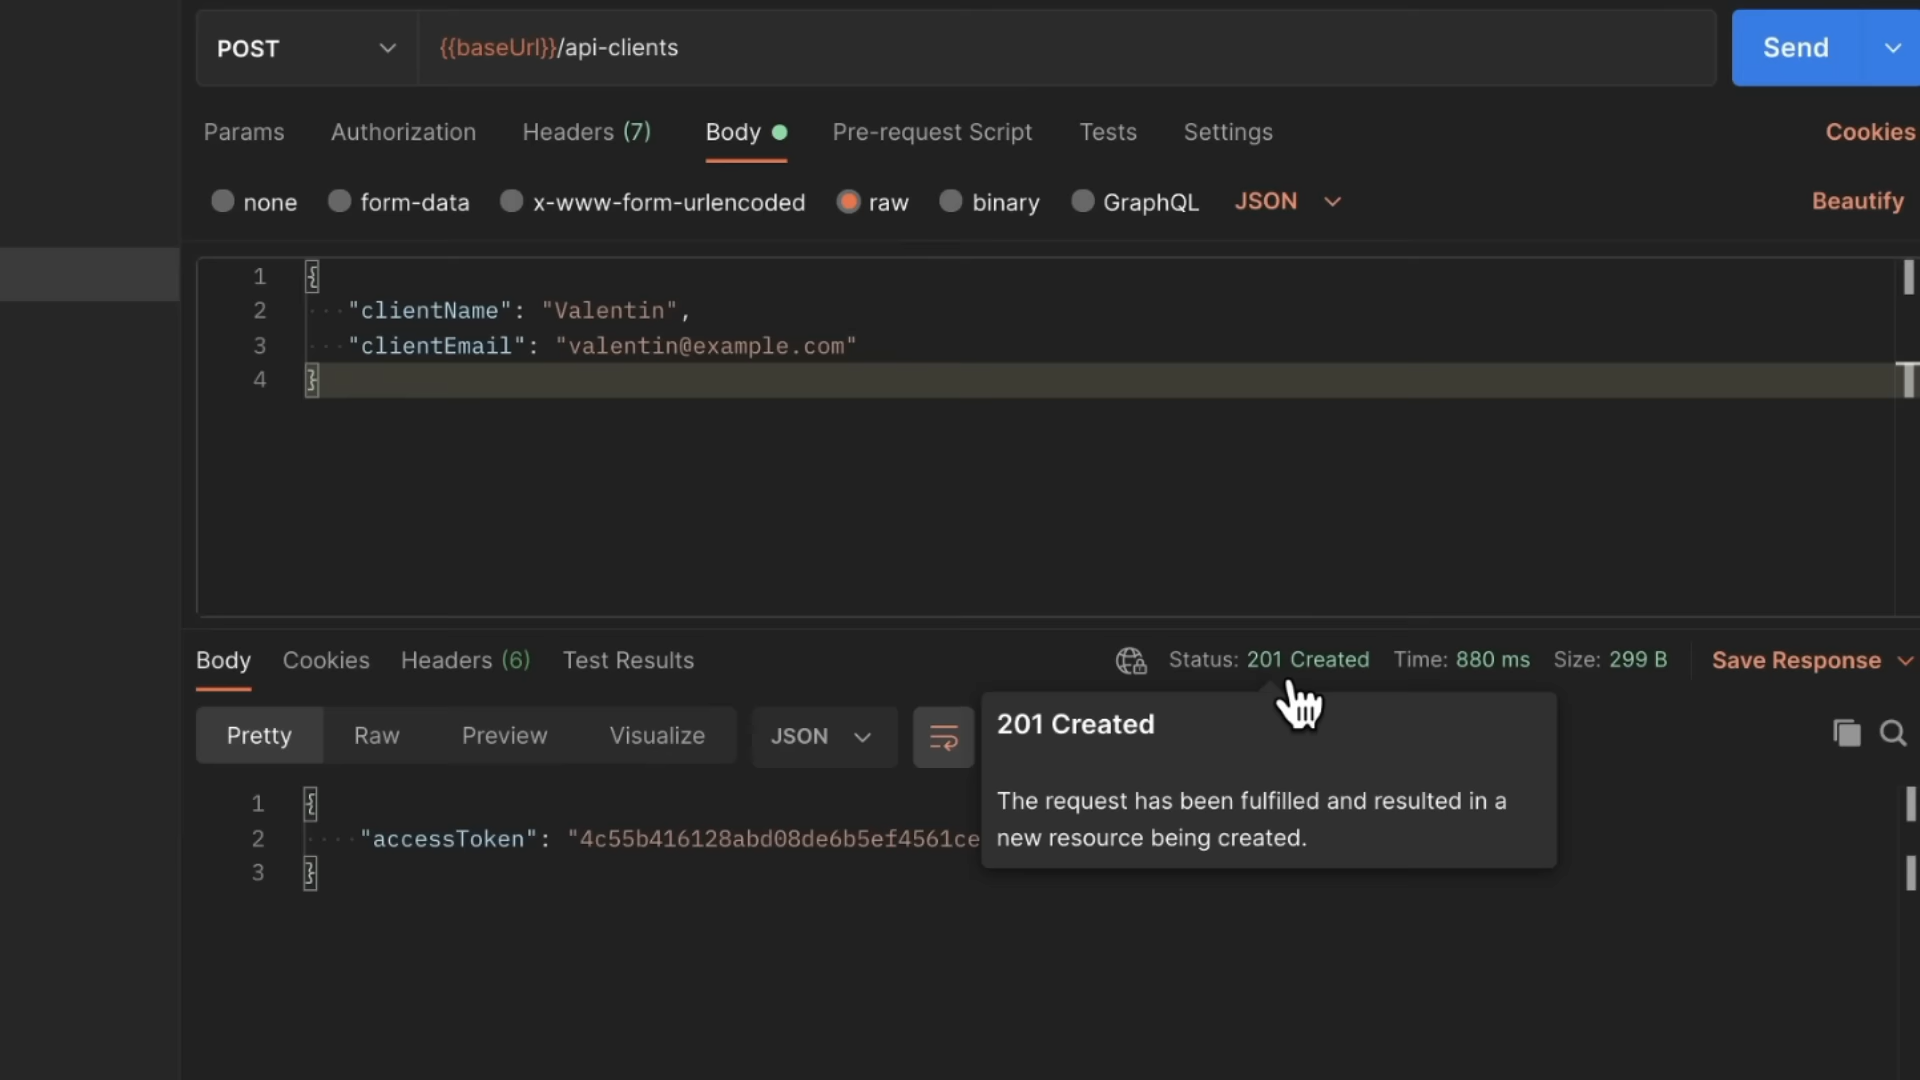 POST {{baseUrl}}/api-clients Send
Params Authorization Headers (7) Body Pre-request Script Tests Settings Cookies
none form-data x-www-form-urlencoded raw binary GraphQL JSON Beautify
1 {
2 "clientName": "Valentin",
3 "clientEmail": "valentin@example.com"
4 }
Body Cookies Headers (6) Test Results Status: 201 Created Time: 880 ms Size: 299 B Save Response
Pretty Raw Preview Visualize JSON
201 Created
The request has been fulfilled and resulted in a
new resource being created.
1 {
2 "accessToken": "4c55b416128abd08de6b5ef4561ce
3 }